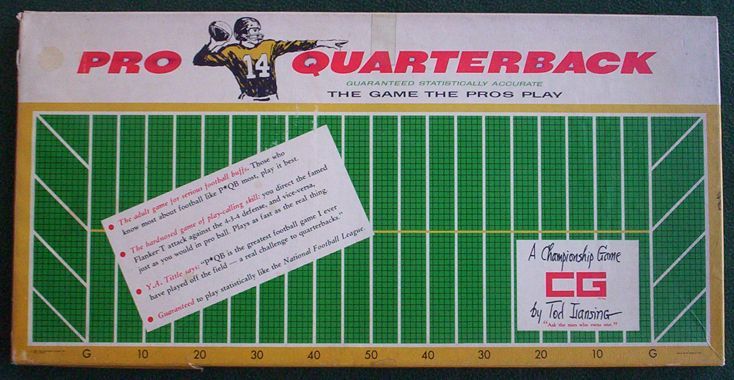 PRO QUARTERBACK
14
GUARANTEED STATISTICALLY ACCURATE
THE GAME THE PROS PLAY
• The adult game for serious football buffs. Those who
know most about football like P*QB most, play it best.
• The hardnosed game of play-calling skill: you direct the famed
Flanker-T attack against the 4-3-4 defense, and vice-versa,
just as you would in pro ball. Plays as fast as the real thing.
• Y.A. Tittle says: "P*QB is the greatest football game I ever
have played off the field — a real challenge to quarterbacks."
• Guaranteed to play statistically like the National Football League.
A Championship Game
CG
by Tod Lansing
"Ask the man who owns one."
G 10 20 30 40 50 40 30 20 10 G